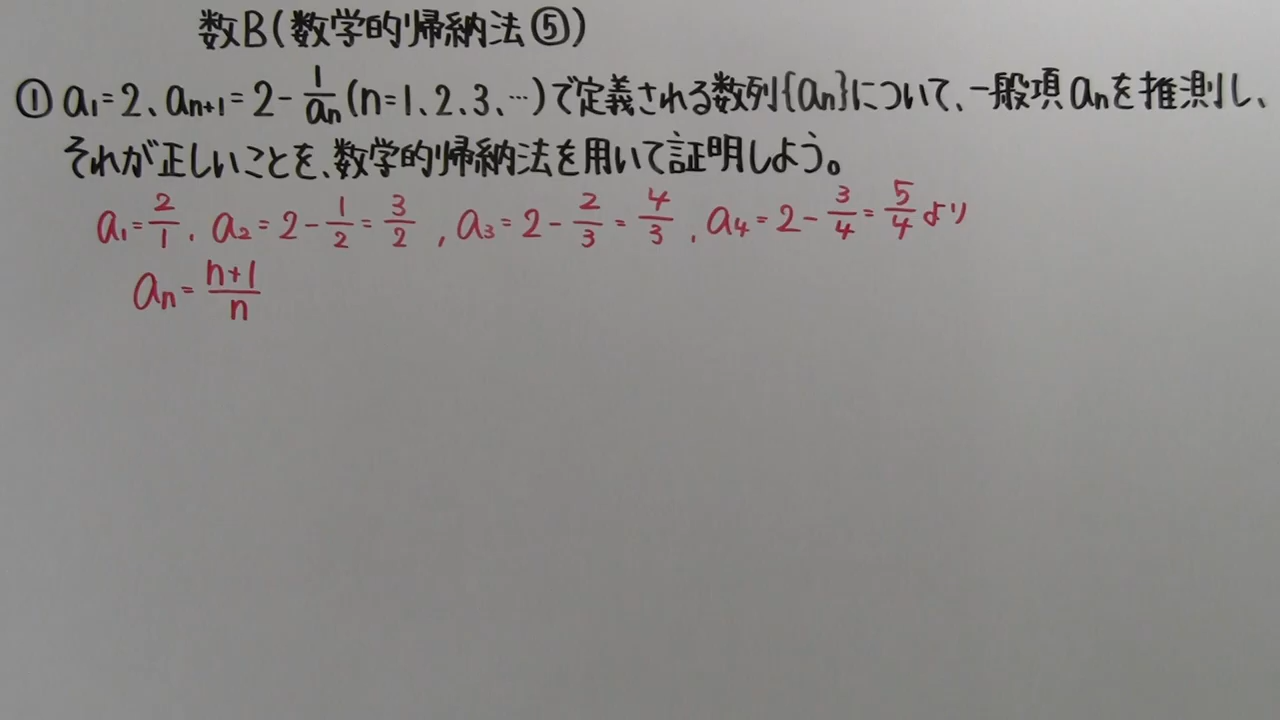 数B(数学的帰納法⑤)
① a₁=2、aₙ₊₁=2-1/aₙ(n=1、2、3、…)で定義される数列{aₙ}について、一般項aₙを推測し、
それが正しいことを、数学的帰納法を用いて証明しよう。
a₁=2/1, a₂=2-1/2=3/2, a₃=2-2/3=4/3, a₄=2-3/4=5/4より
aₙ=(n+1)/n